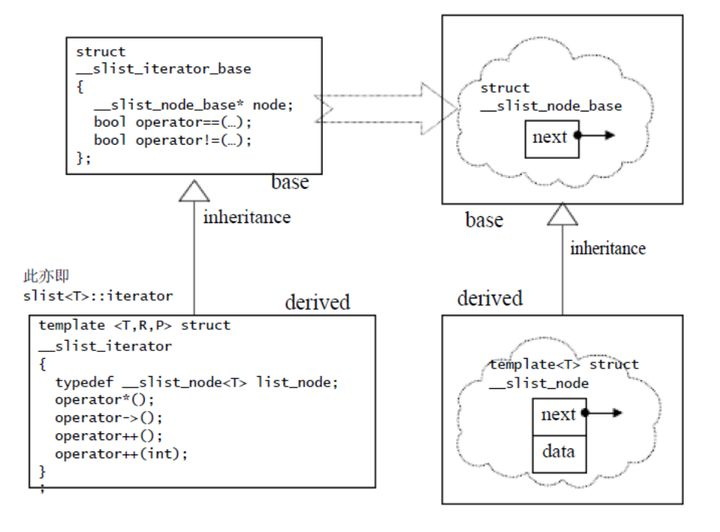 struct
__slist_iterator_base
{
__slist_node_base* node;
bool operator==(…);
bool operator!=(…);
};
base
inheritance
struct
__slist_node_base
next
base
inheritance
此亦即
slist<T>::iterator
derived
template <T,R,P> struct
__slist_iterator
{
typedef __slist_node<T> list_node;
operator*();
operator->();
operator++();
operator++(int);
}
;
derived
template<T> struct
__slist_node
next
data